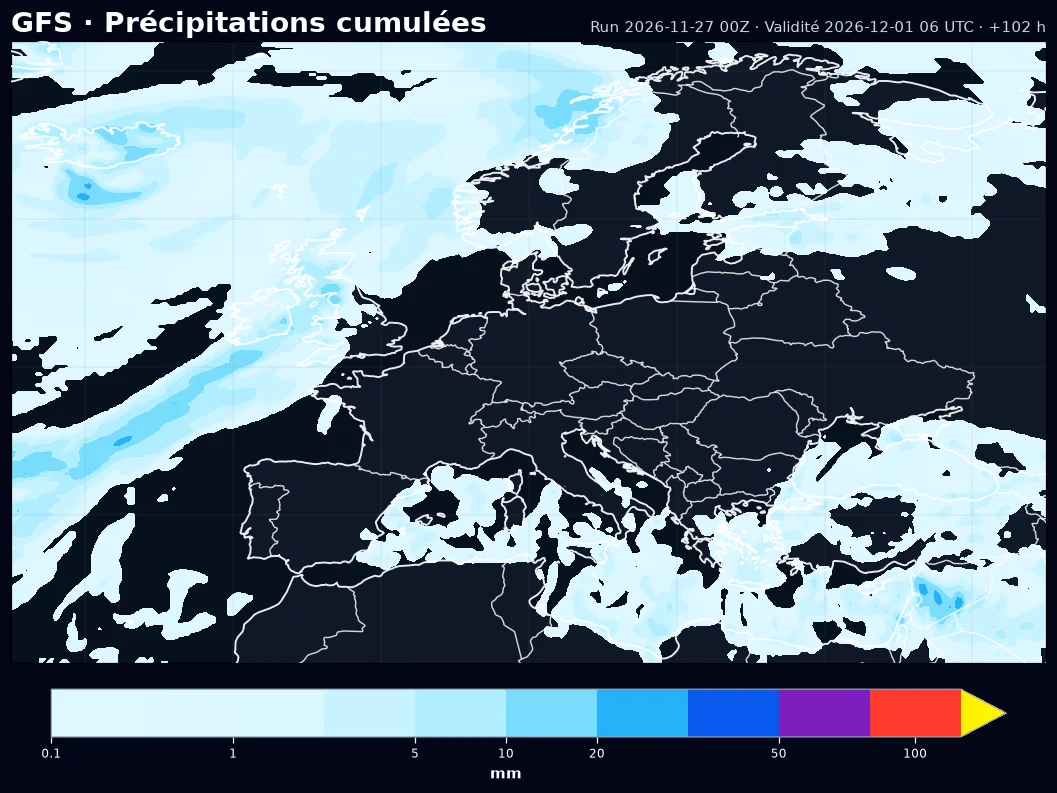 GFS · Précipitations cumulées
Run 2026-11-27 00Z · Validité 2026-12-01 06 UTC · +102 h
0.1 1 5 10 20 50 100
mm